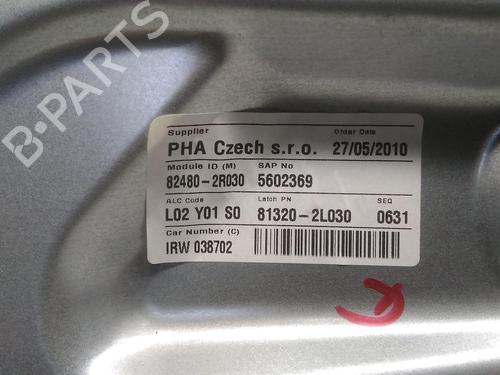 B-PARTS
Supplier Order Date
PHA Czech s.r.o. 27/05/2010
Module ID (M) SAP No
82480-2R030 5602369
ALC Code Latch PN SEQ
L02 Y01 S0 81320-2L030 0631
Car Number (C)
IRW 038702